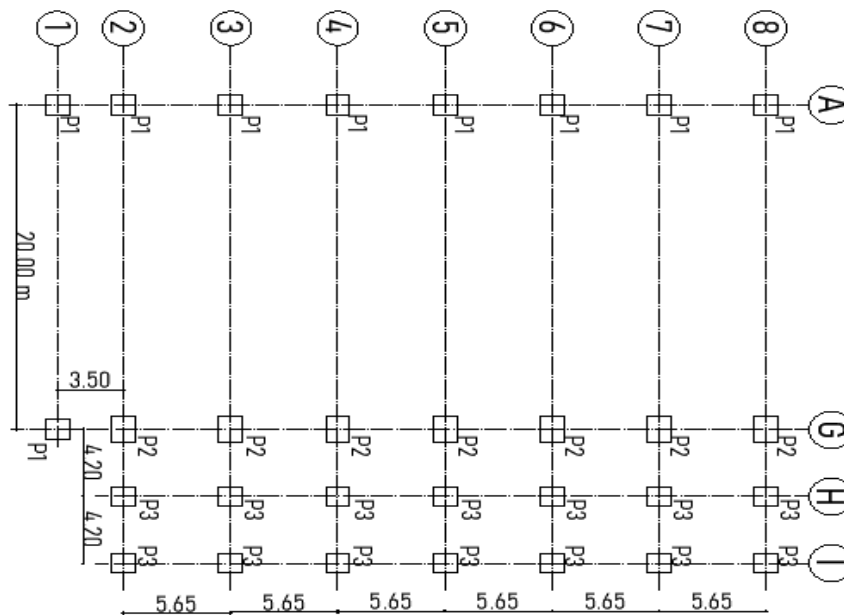 1 2 3 4 5 6 7 8
A
P1 P1 P1 P1 P1 P1 P1 P1
20.00 m
3.50
G
P1 P2 P2 P2 P2 P2 P2 P2
4.20
H
P3 P3 P3 P3 P3 P3 P3
4.20
I
P3 P3 P3 P3 P3 P3 P3
5.65 5.65 5.65 5.65 5.65 5.65